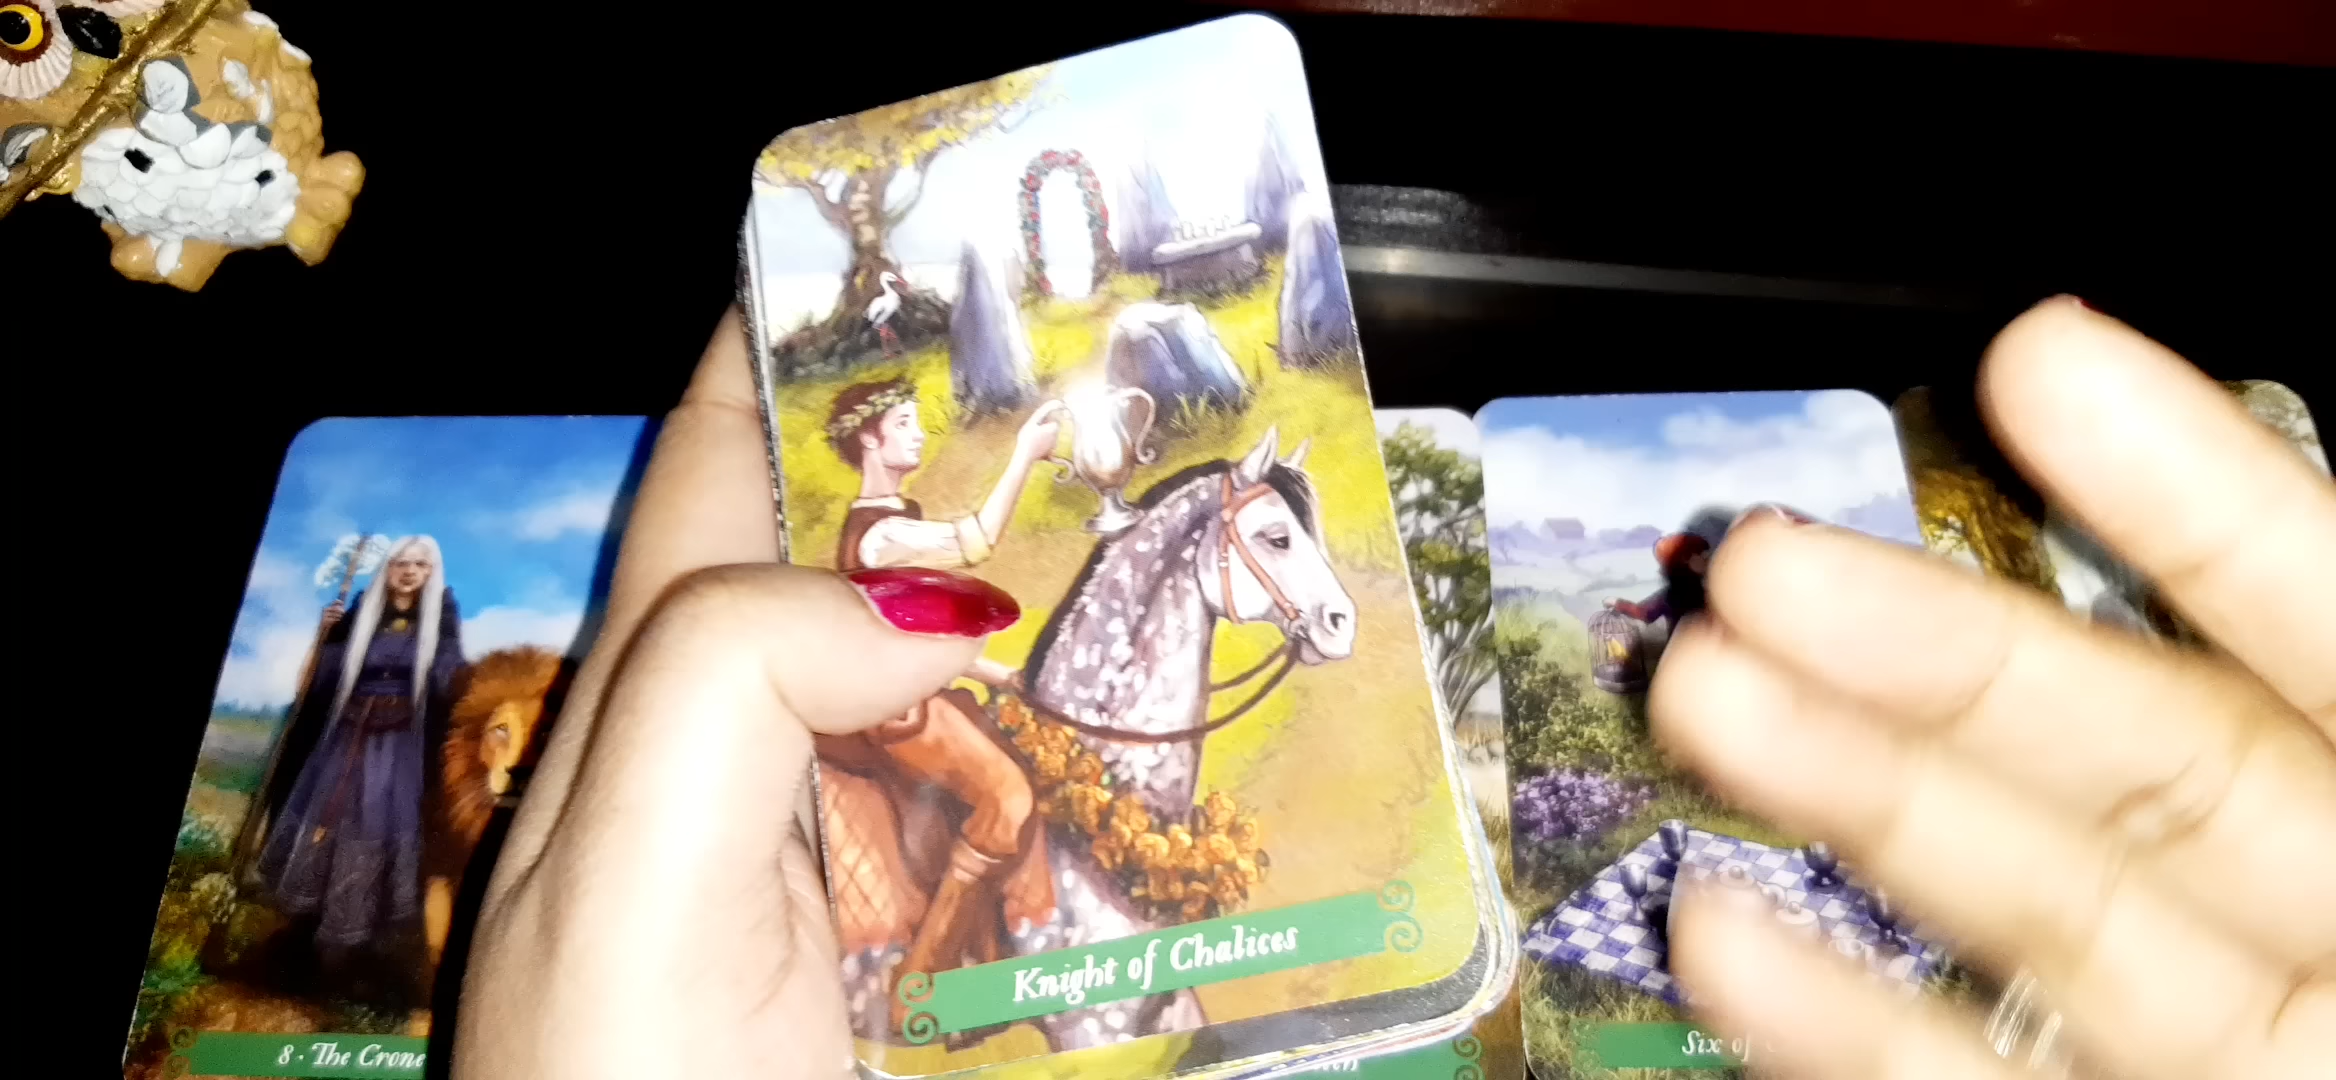 Knight of Chalices
8 · The Crone
Six of